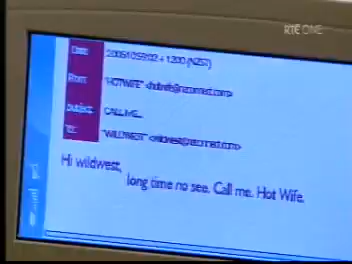 RTÉ ONE
Date:
From: "HOTWIFE"
Subject: CALL ME...
To: "WILDWEST"
Hi wildwest,
long time no see. Call me. Hot Wife.